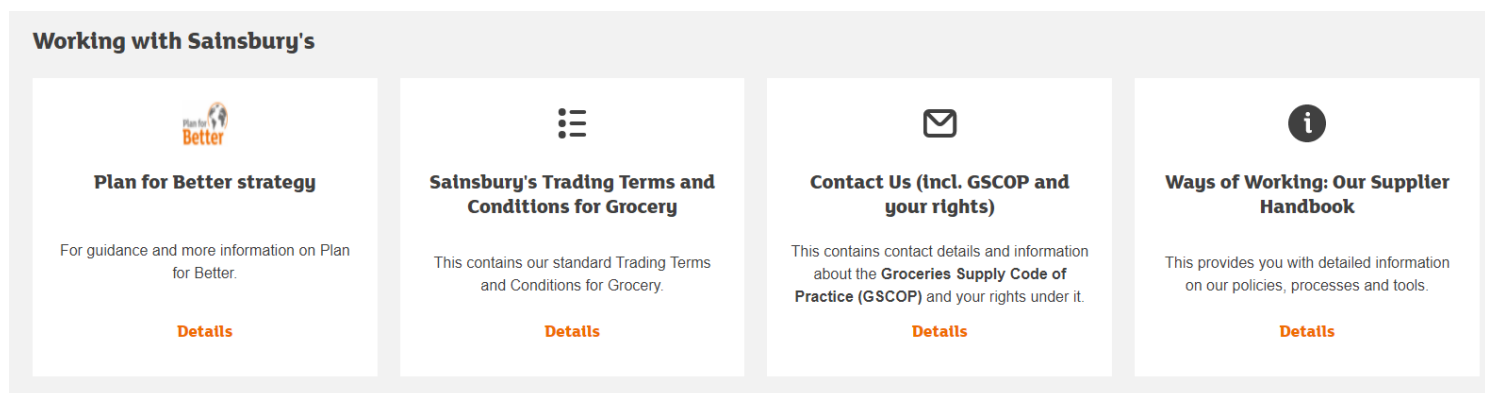 Working with Sainsbury's
Plan for
Better
Plan for Better strategy
For guidance and more information on Plan
for Better.
Details
Sainsbury's Trading Terms and
Conditions for Grocery
This contains our standard Trading Terms
and Conditions for Grocery.
Details
Contact Us (incl. GSCOP and
your rights)
This contains contact details and information
about the Groceries Supply Code of
Practice (GSCOP) and your rights under it.
Details
Ways of Working: Our Supplier
Handbook
This provides you with detailed information
on our policies, processes and tools.
Details